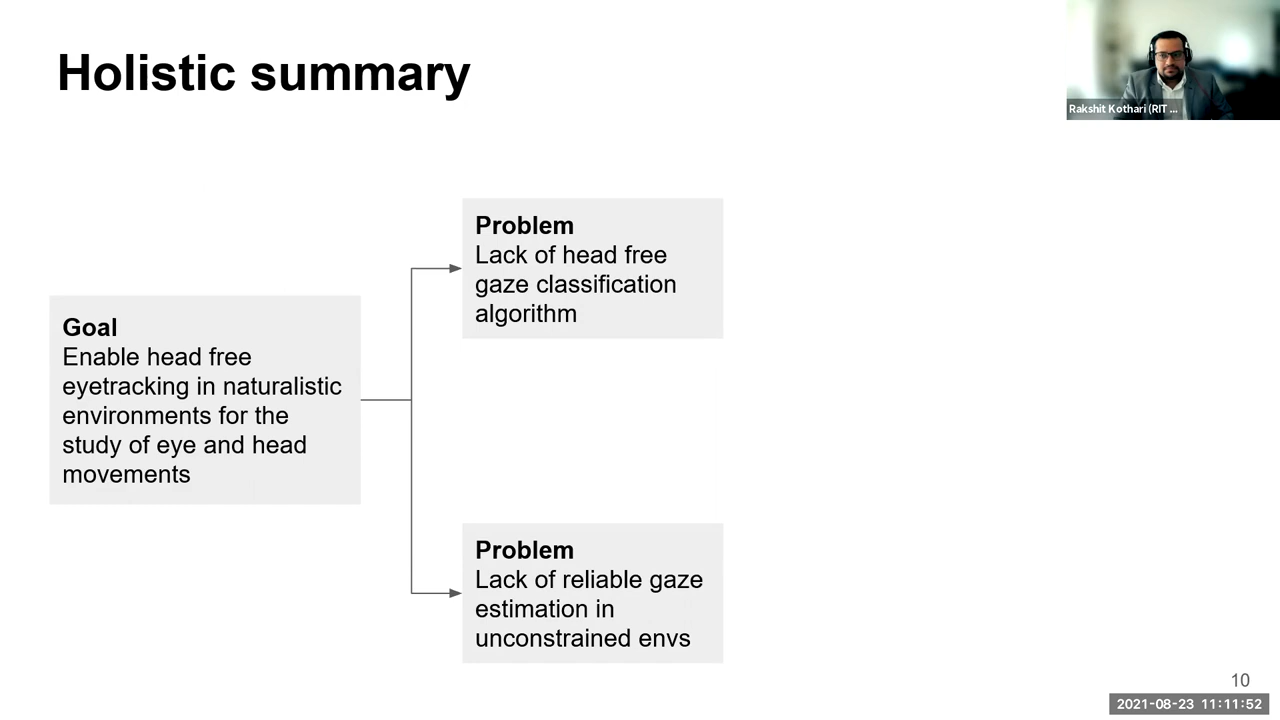 Holistic summary
Rakshit Kothari (RIT ...
Problem
Lack of head free
gaze classification
algorithm
Goal
Enable head free
eyetracking in naturalistic
environments for the
study of eye and head
movements
Problem
Lack of reliable gaze
estimation in
unconstrained envs
10
2021-08-23 11:11:52